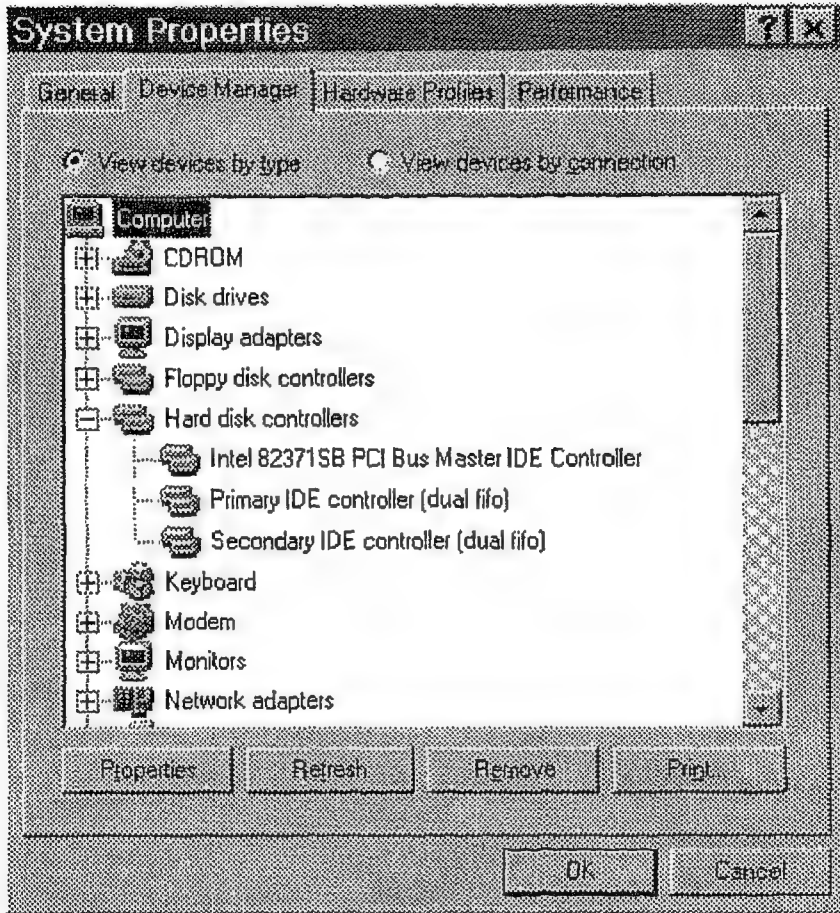 System Properties
General Device Manager Hardware Profiles Performance
View devices by type View devices by connection
Computer
CDROM
Disk drives
Display adapters
Floppy disk controllers
Hard disk controllers
Intel 82371SB PCI Bus Master IDE Controller
Primary IDE controller (dual fifo)
Secondary IDE controller (dual fifo)
Keyboard
Modem
Monitors
Network adapters
Properties Refresh Remove Print...
OK Cancel